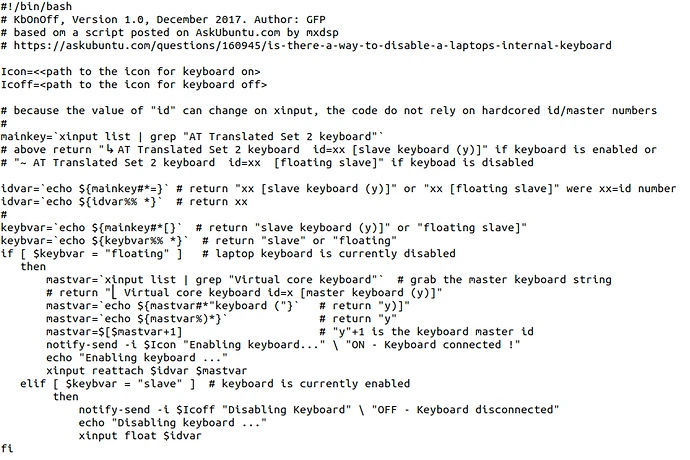 #!/bin/bash
# KbOnOff, Version 1.0, December 2017. Author: GFP
# based om a script posted on AskUbuntu.com by mxdsp
# https://askubuntu.com/questions/160945/is-there-a-way-to-disable-a-laptops-internal-keyboard

Icon=<<path to the icon for keyboard on>
Icoff=<path to the icon for keyboard off>

# because the value of "id" can change on xinput, the code do not rely on hardcored id/master numbers
#
mainkey=`xinput list | grep "AT Translated Set 2 keyboard"`
# above return "↳ AT Translated Set 2 keyboard  id=xx [slave keyboard (y)]" if keyboard is enabled or
# "~ AT Translated Set 2 keyboard  id=xx  [floating slave]" if keyboad is disabled

idvar=`echo ${mainkey#*=}` # return "xx [slave keyboard (y)]" or "xx [floating slave]" were xx=id number
idvar=`echo ${idvar%% *}`  # return xx
#
keybvar=`echo ${mainkey#*[}`  # return "slave keyboard (y)]" or "floating slave]"
keybvar=`echo ${keybvar%% *}`  # return "slave" or "floating"
if [ $keybvar = "floating" ]   # laptop keyboard is currently disabled
   then
       mastvar=`xinput list | grep "Virtual core keyboard"`  # grab the master keyboard string
       # return "⎣ Virtual core keyboard id=x [master keyboard (y)]"
       mastvar=`echo ${mastvar#*"keyboard ("}`   # return "y)]"
       mastvar=`echo ${mastvar%)*}`              # return "y"
       mastvar=$[$mastvar+1]                     # "y"+1 is the keyboard master id
       notify-send -i $Icon "Enabling keyboard..." \ "ON - Keyboard connected !"
       echo "Enabling keyboard ..."
       xinput reattach $idvar $mastvar
   elif [ $keybvar = "slave" ]  # keyboard is currently enabled
        then
            notify-send -i $Icoff "Disabling Keyboard" \ "OFF - Keyboard disconnected"
            echo "Disabling keyboard ..."
            xinput float $idvar
fi